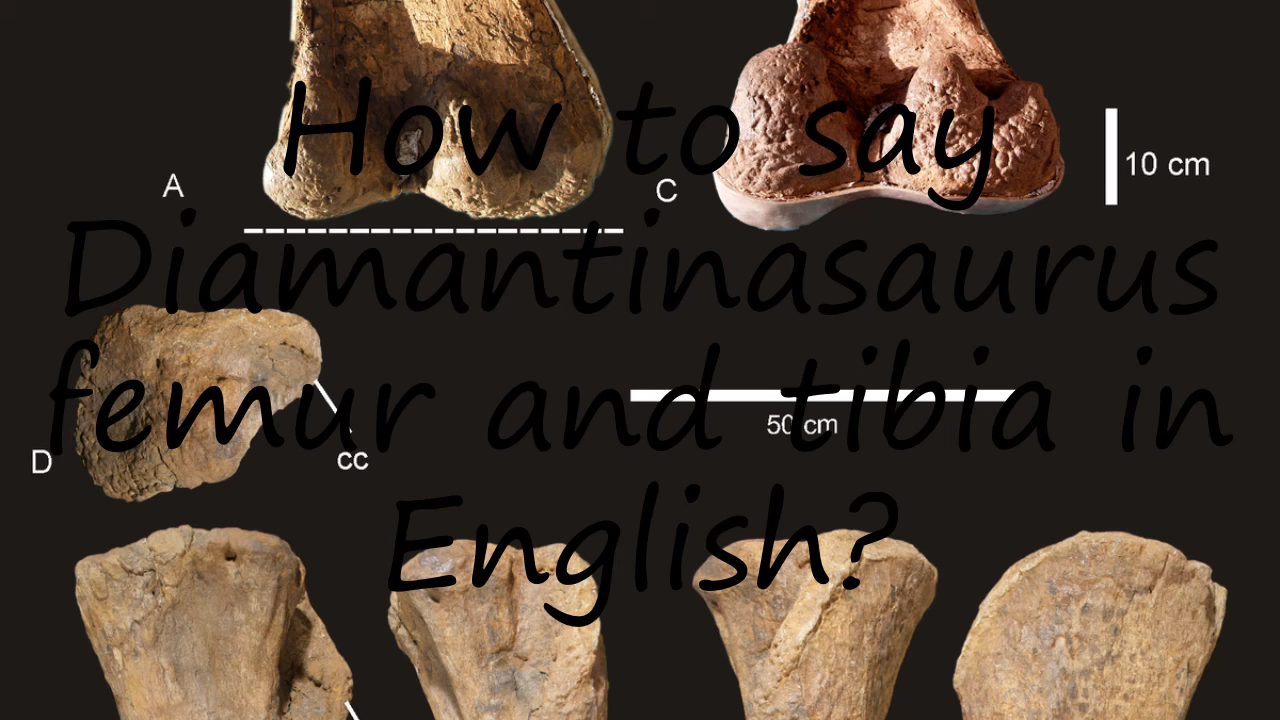 How to say
A
C
10 cm
Diamantinasaurus
femur and tibia in
50 cm
D
cc
English?